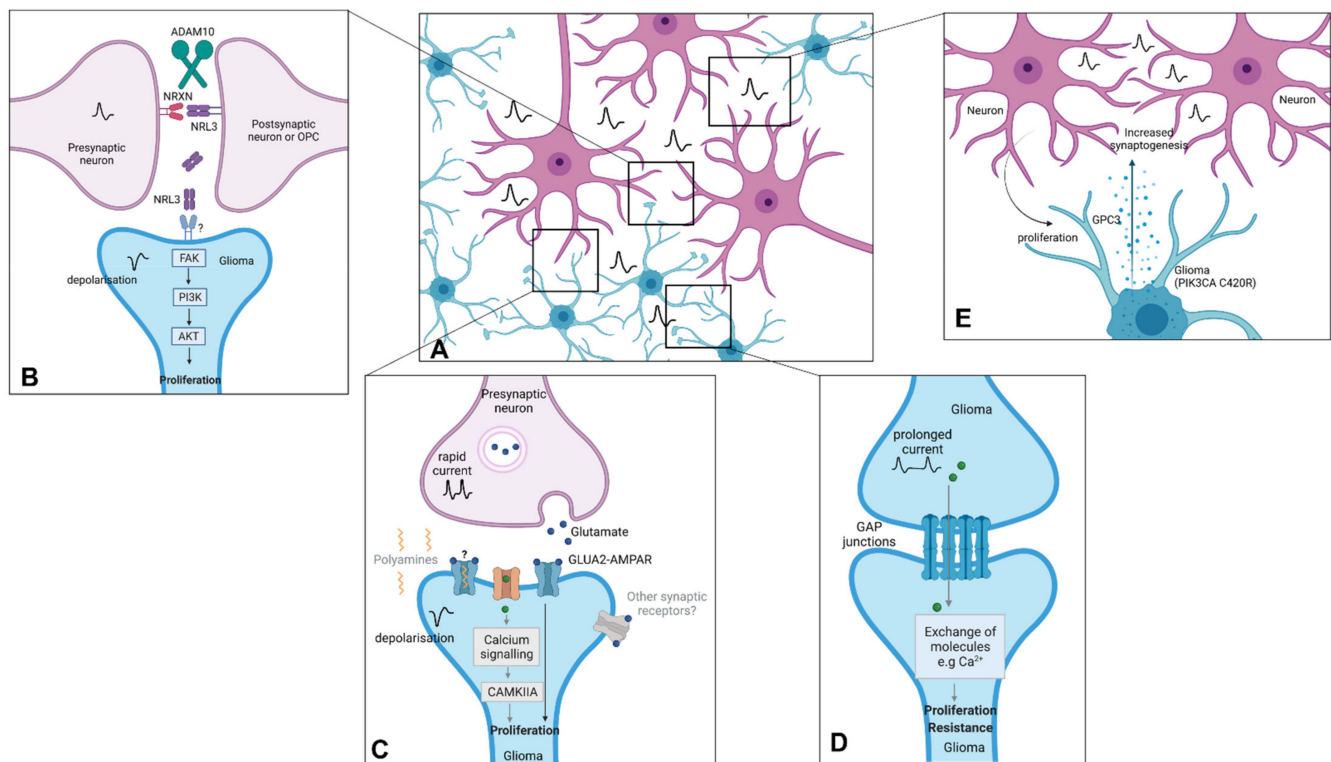 ADAM10
NRXN
NRL3
Presynaptic
neuron
Postsynaptic
neuron or OPC
NRL3
?
FAK
Glioma
depolarisation
PI3K
AKT
Proliferation
B
A
Neuron
Neuron
Increased
synaptogenesis
GPC3
proliferation
Glioma
(PIK3CA C420R)
E
Presynaptic
neuron
rapid
current
Glutamate
?
Polyamines
GLUA2-AMPAR
Other synaptic
receptors?
depolarisation
Calcium
signalling
CAMKIIA
Proliferation
Glioma
C
Glioma
prolonged
current
GAP
junctions
Exchange of
molecules
e.g Ca²⁺
Proliferation
Resistance
Glioma
D